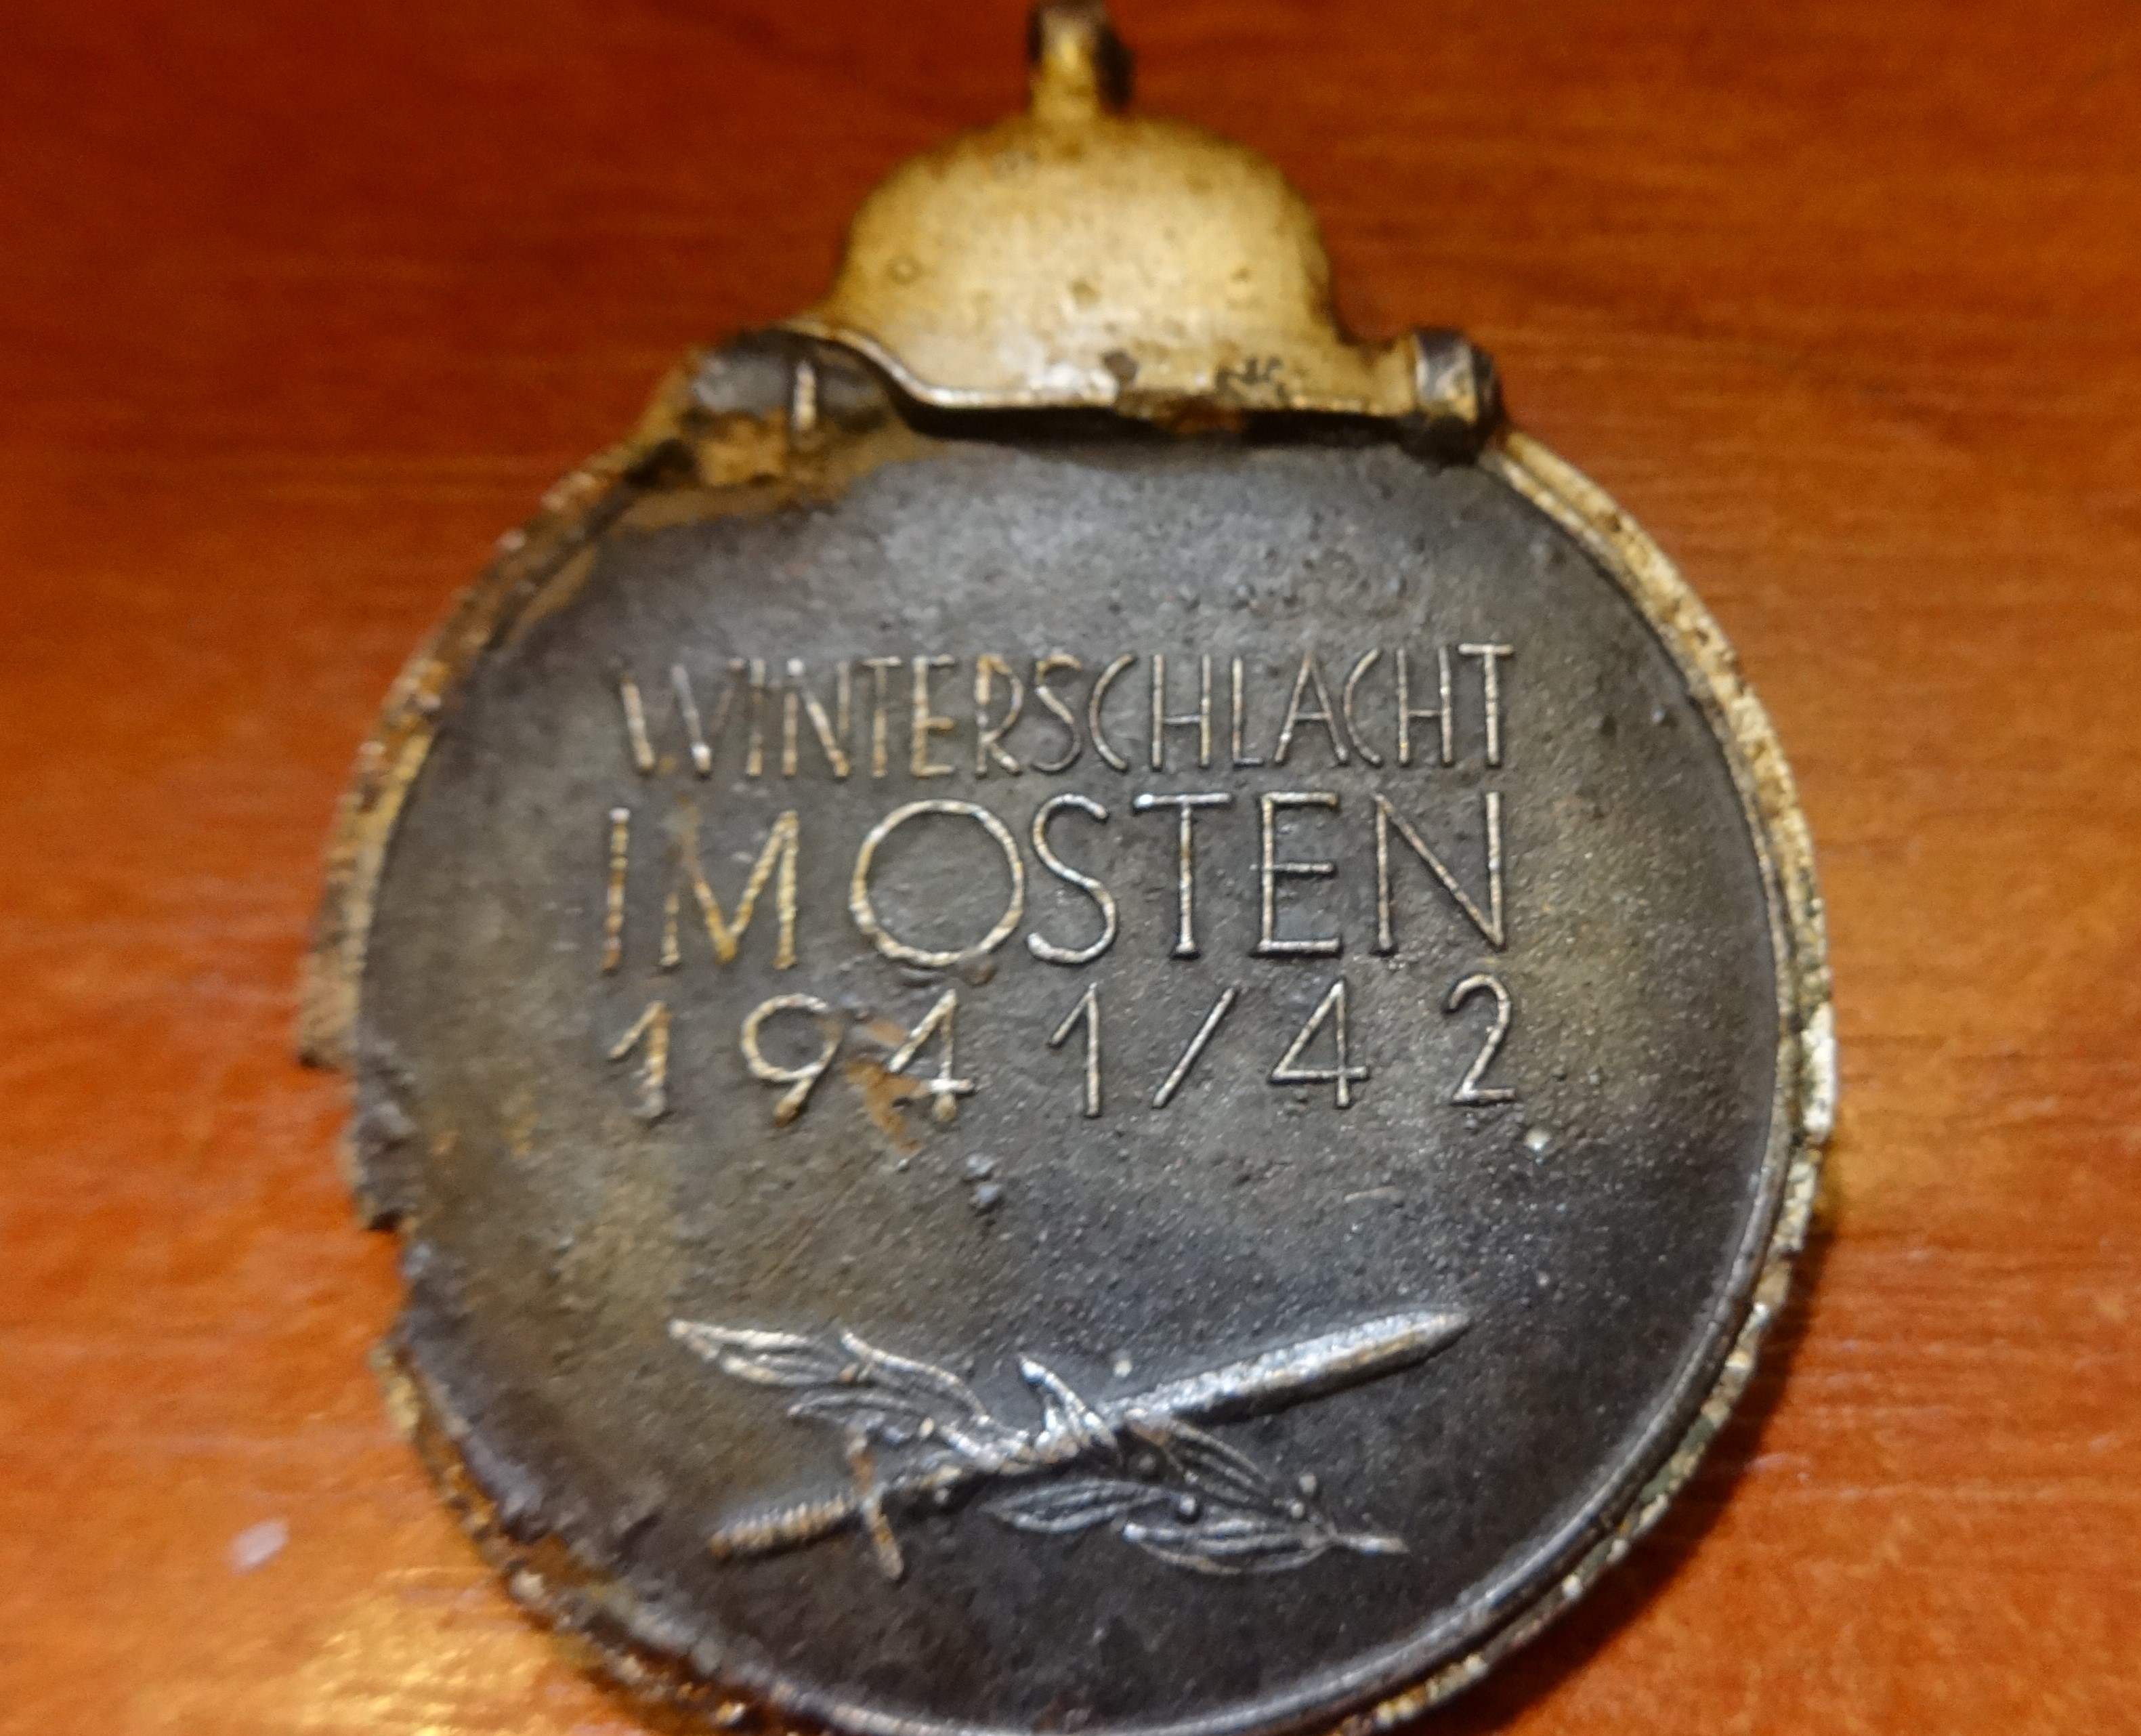 WINTERSCHLACHT
IM OSTEN
1941/42